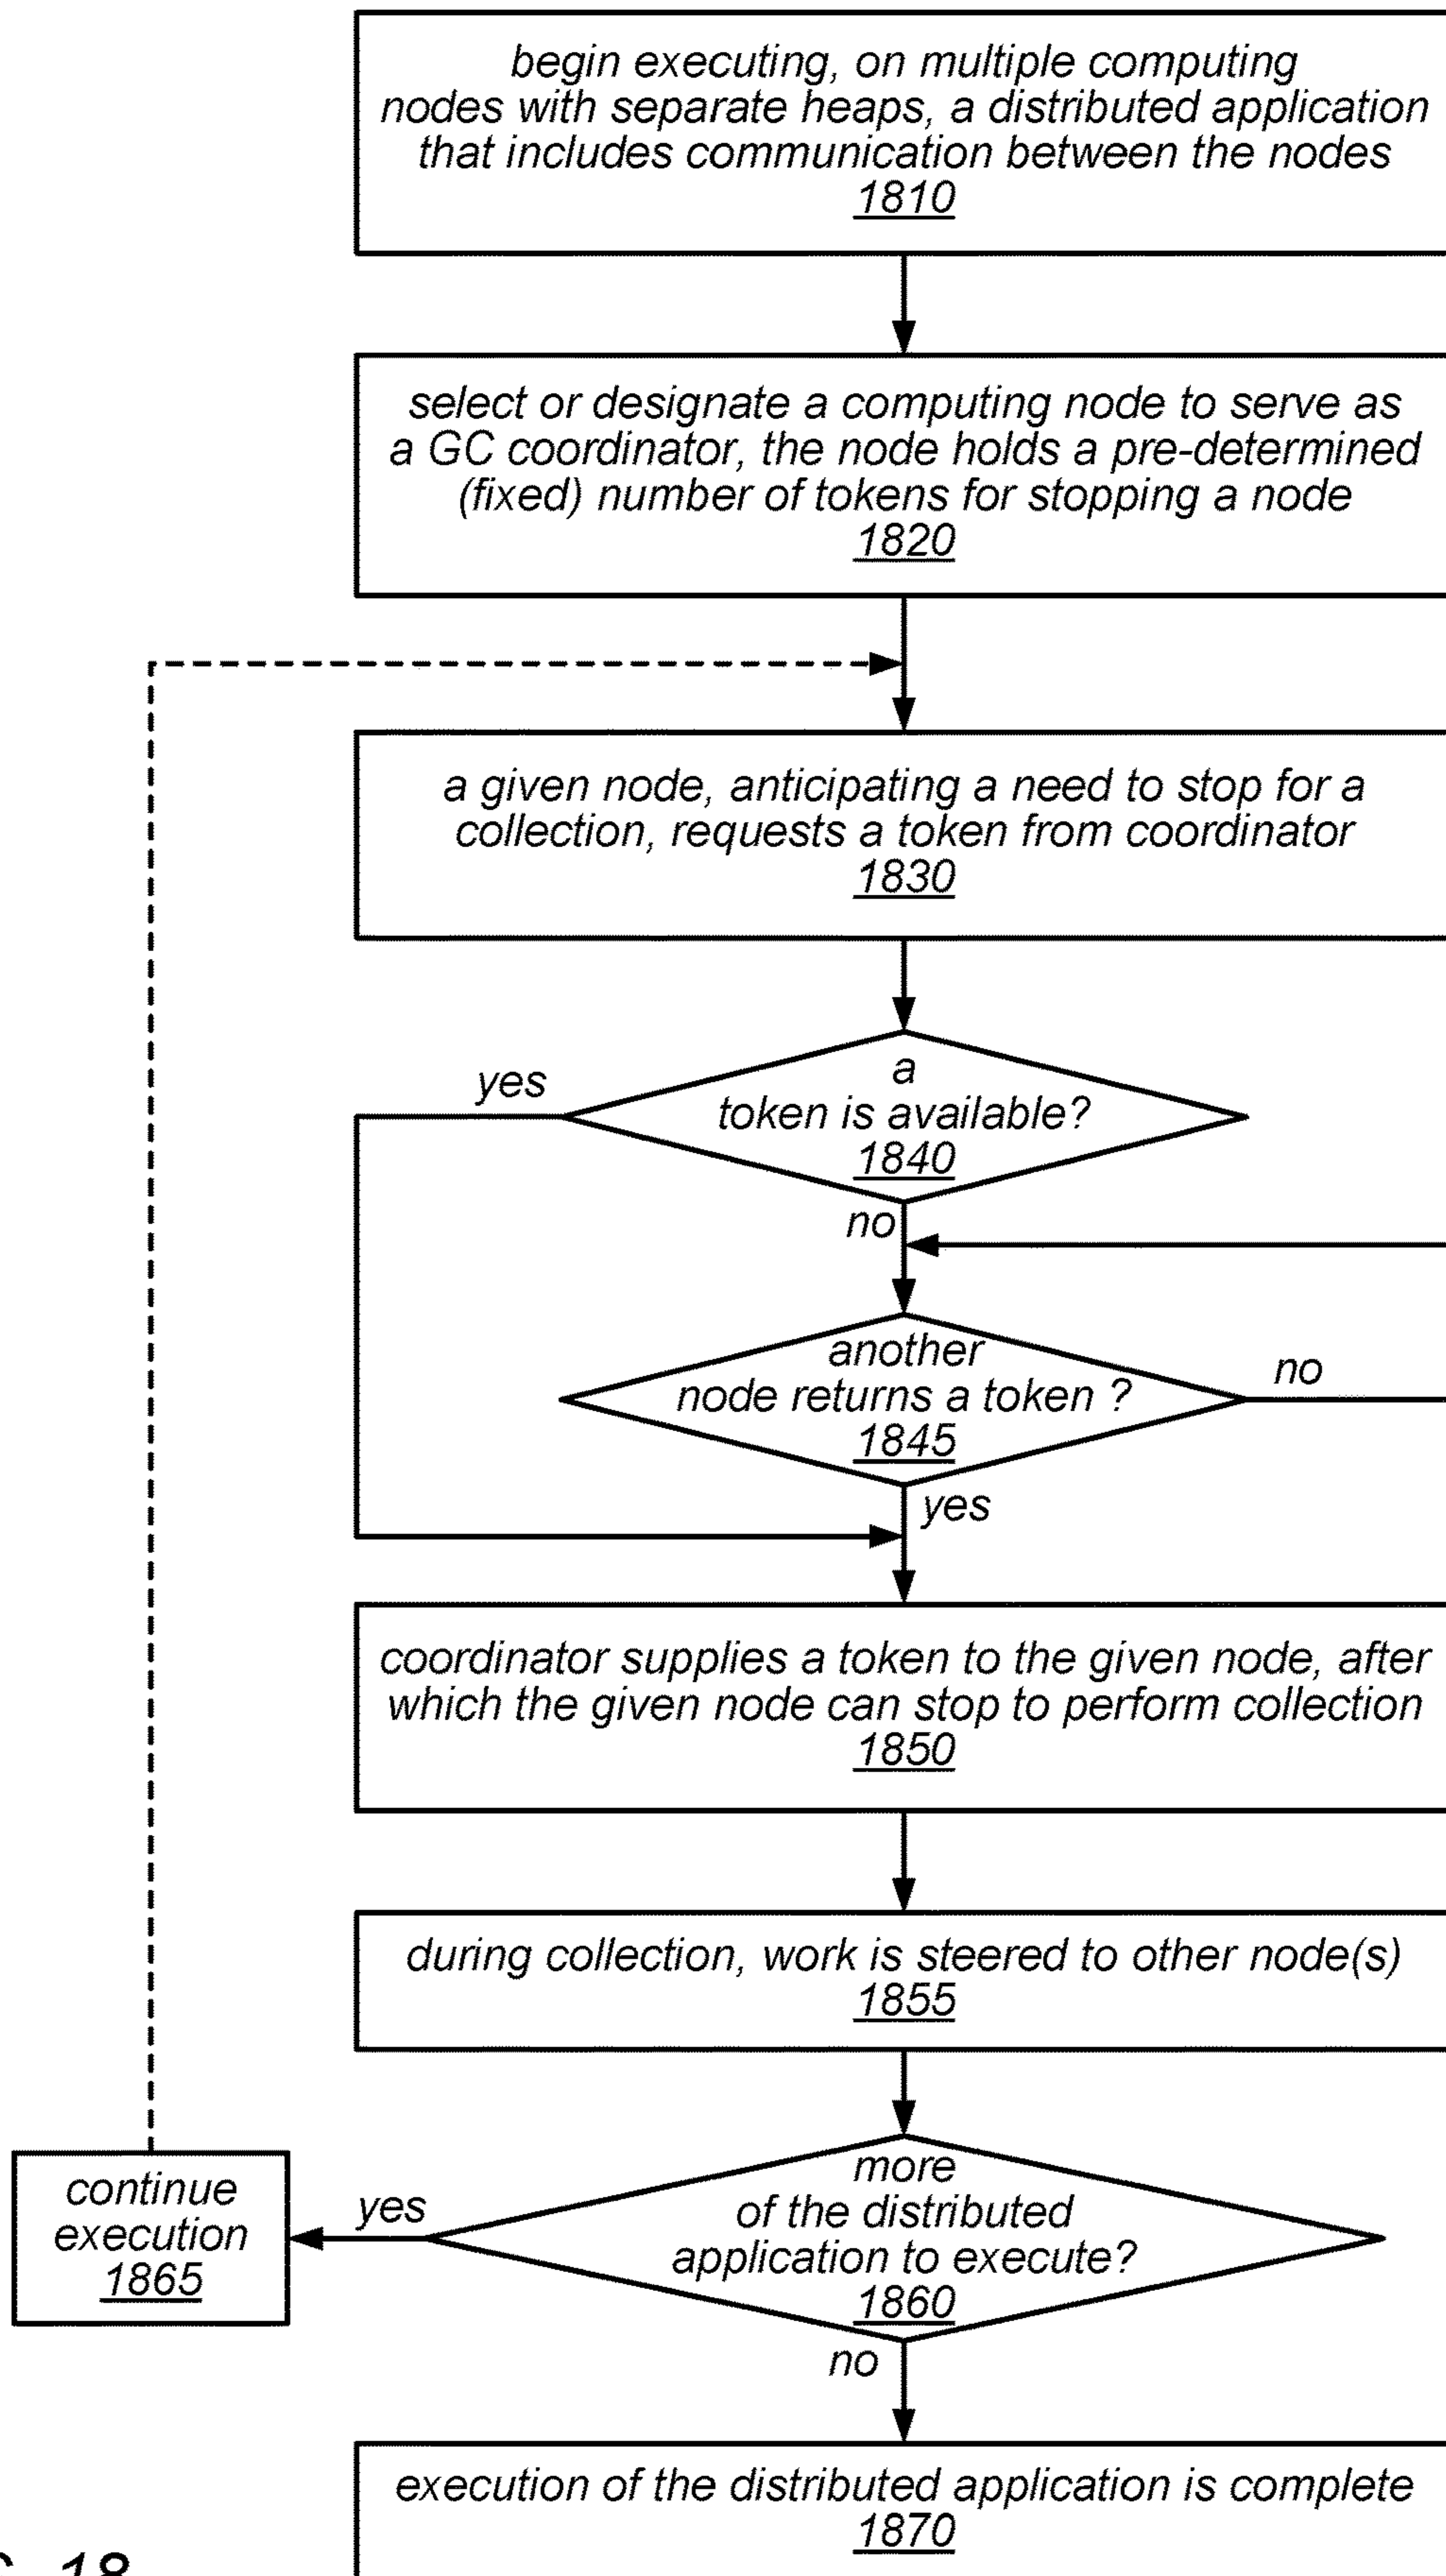 begin executing, on multiple computing
nodes with separate heaps, a distributed application
that includes communication between the nodes
1810
select or designate a computing node to serve as
a GC coordinator, the node holds a pre-determined
(fixed) number of tokens for stopping a node
1820
a given node, anticipating a need to stop for a
collection, requests a token from coordinator
1830
a
token is available?
1840
yes
no
another
node returns a token ?
1845
no
yes
coordinator supplies a token to the given node, after
which the given node can stop to perform collection
1850
during collection, work is steered to other node(s)
1855
more
of the distributed
application to execute?
1860
yes
continue
execution
1865
no
execution of the distributed application is complete
1870
18